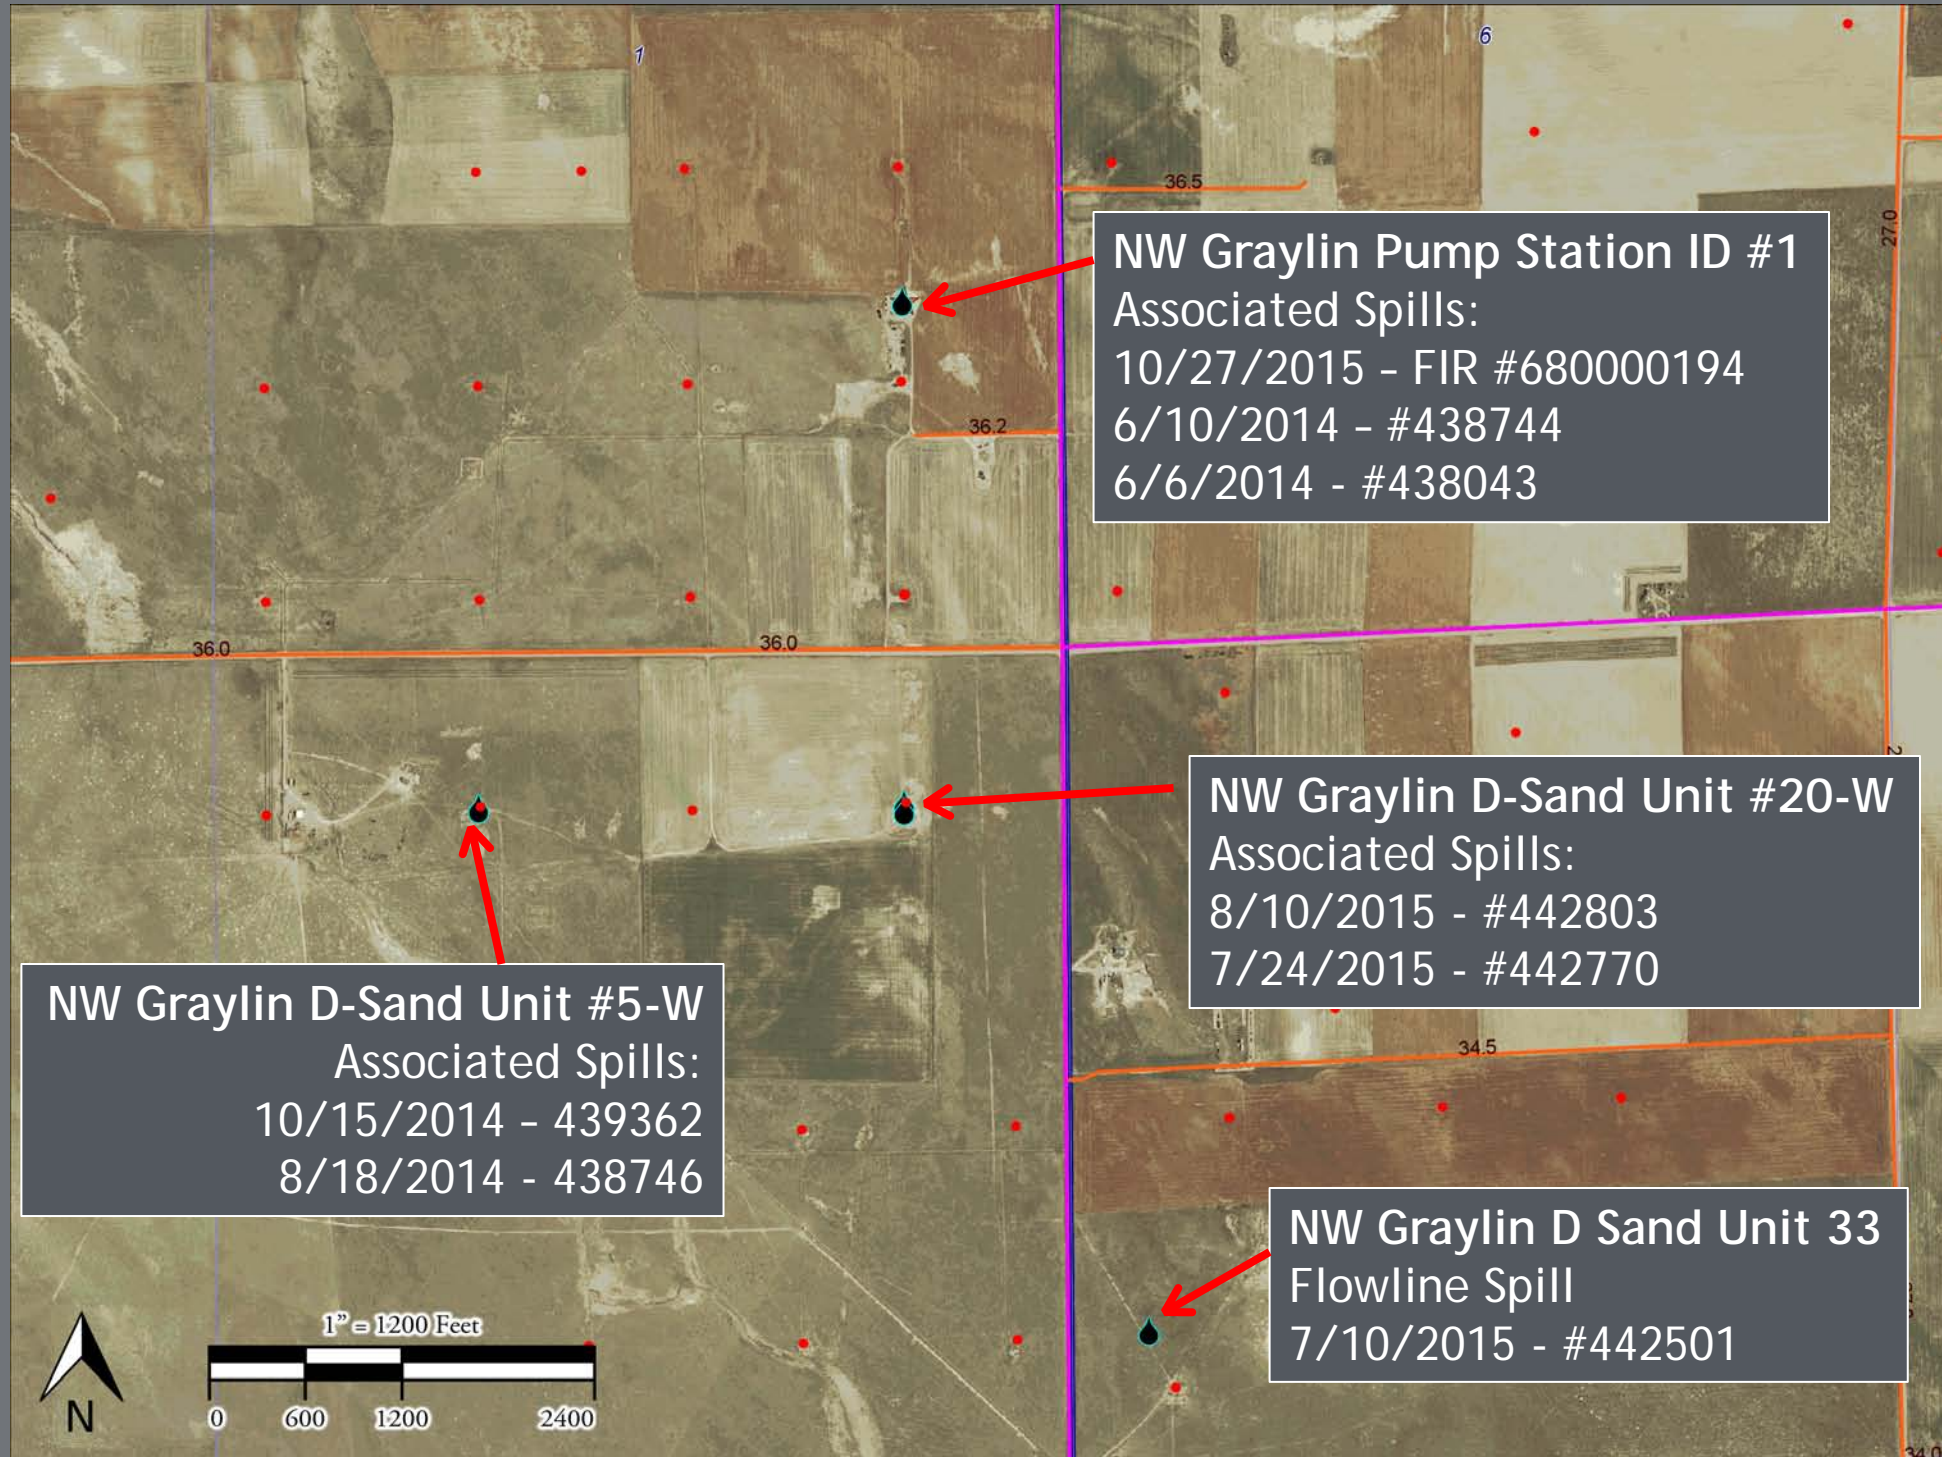 1
6
36.5
27.0
NW Graylin Pump Station ID #1
Associated Spills:
10/27/2015 – FIR #680000194
6/10/2014 – #438744
6/6/2014 - #438043
36.2
36.0
36.0
NW Graylin D-Sand Unit #20-W
Associated Spills:
8/10/2015 - #442803
7/24/2015 - #442770
NW Graylin D-Sand Unit #5-W
Associated Spills:
10/15/2014 – 439362
8/18/2014 - 438746
34.5
NW Graylin D Sand Unit 33
Flowline Spill
7/10/2015 - #442501
1” = 1200 Feet
0 600 1200 2400
N
34.0